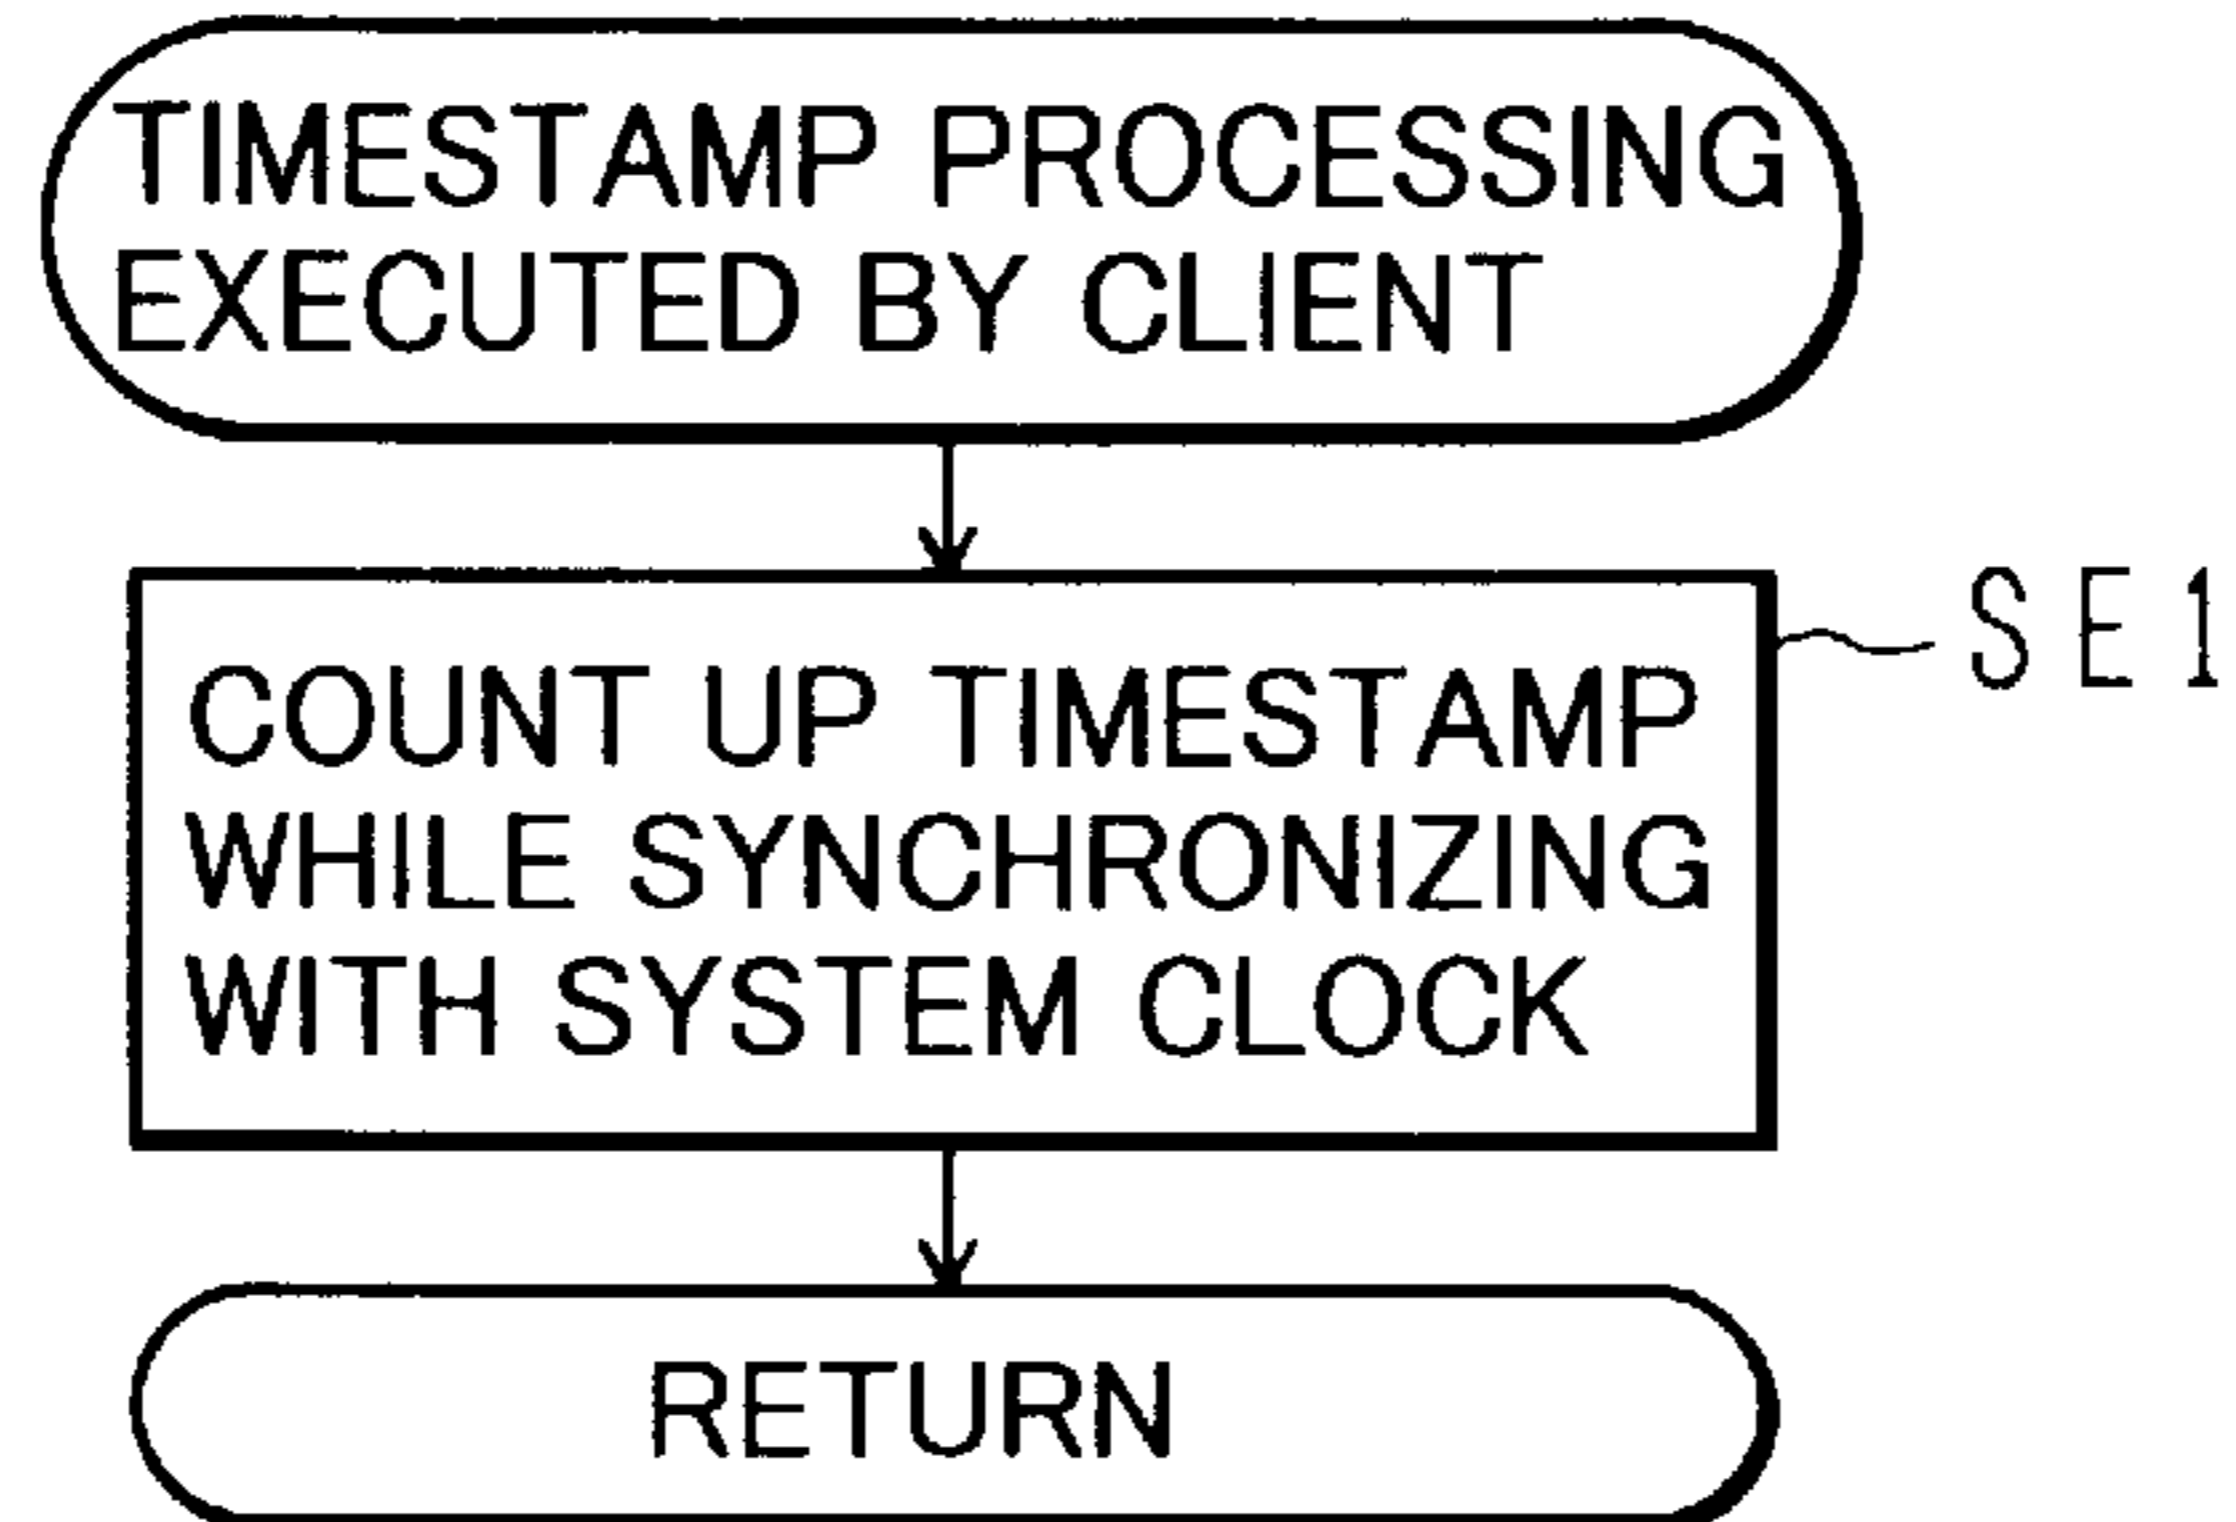 TIMESTAMP PROCESSING
EXECUTED BY CLIENT
SE1
COUNT UP TIMESTAMP
WHILE SYNCHRONIZING
WITH SYSTEM CLOCK
RETURN